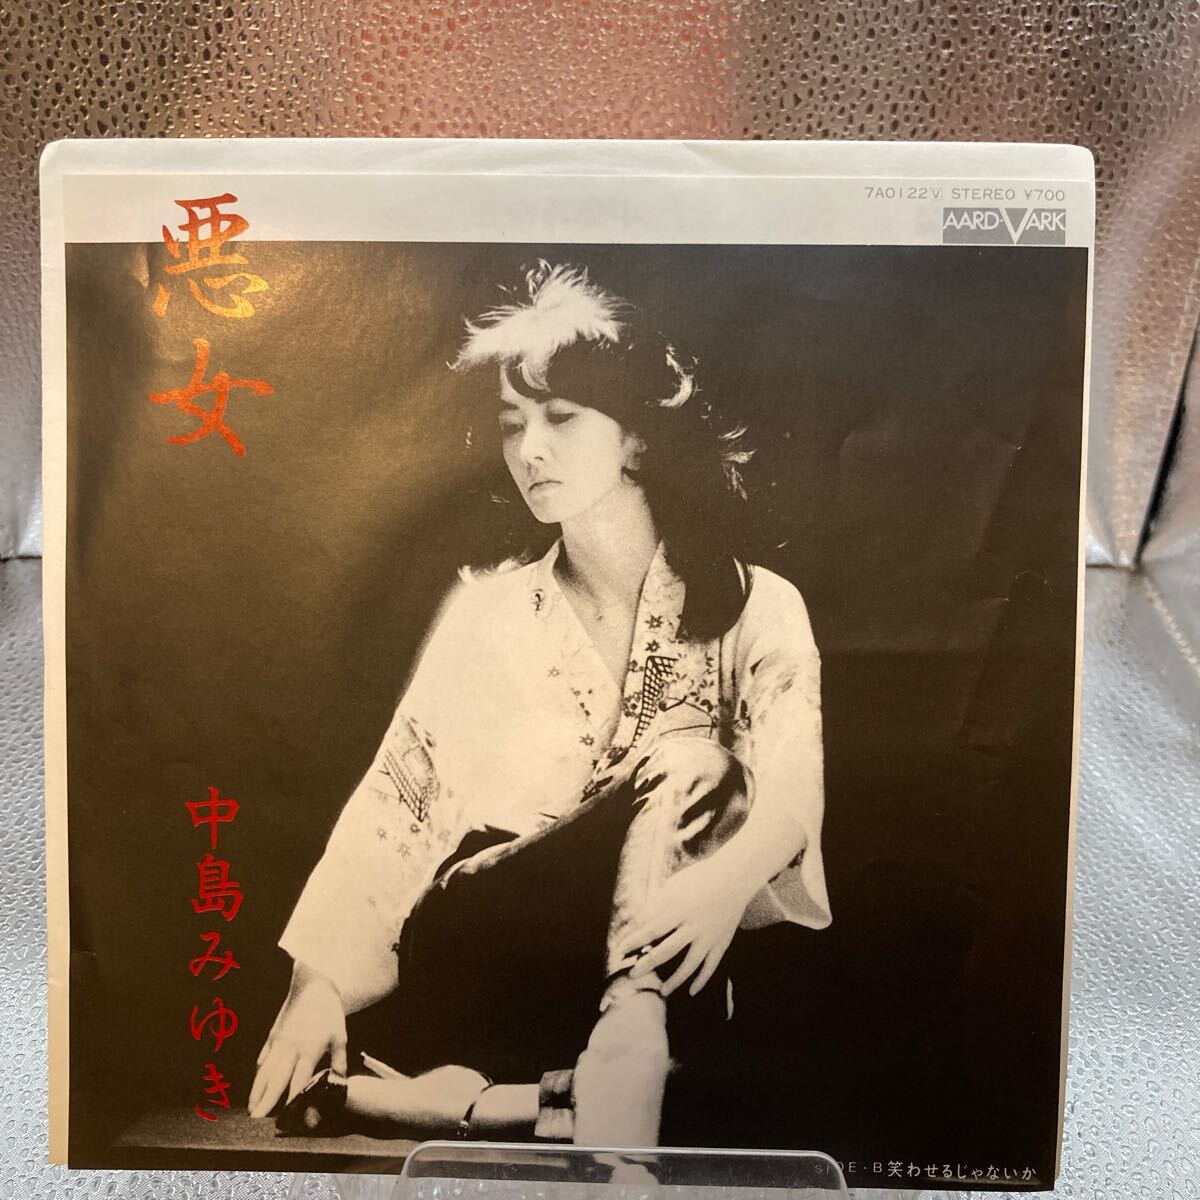 7A0122V STEREO ¥700
AARD-VARK
悪女
中島みゆき
SIDE・B 笑わせるじゃないか